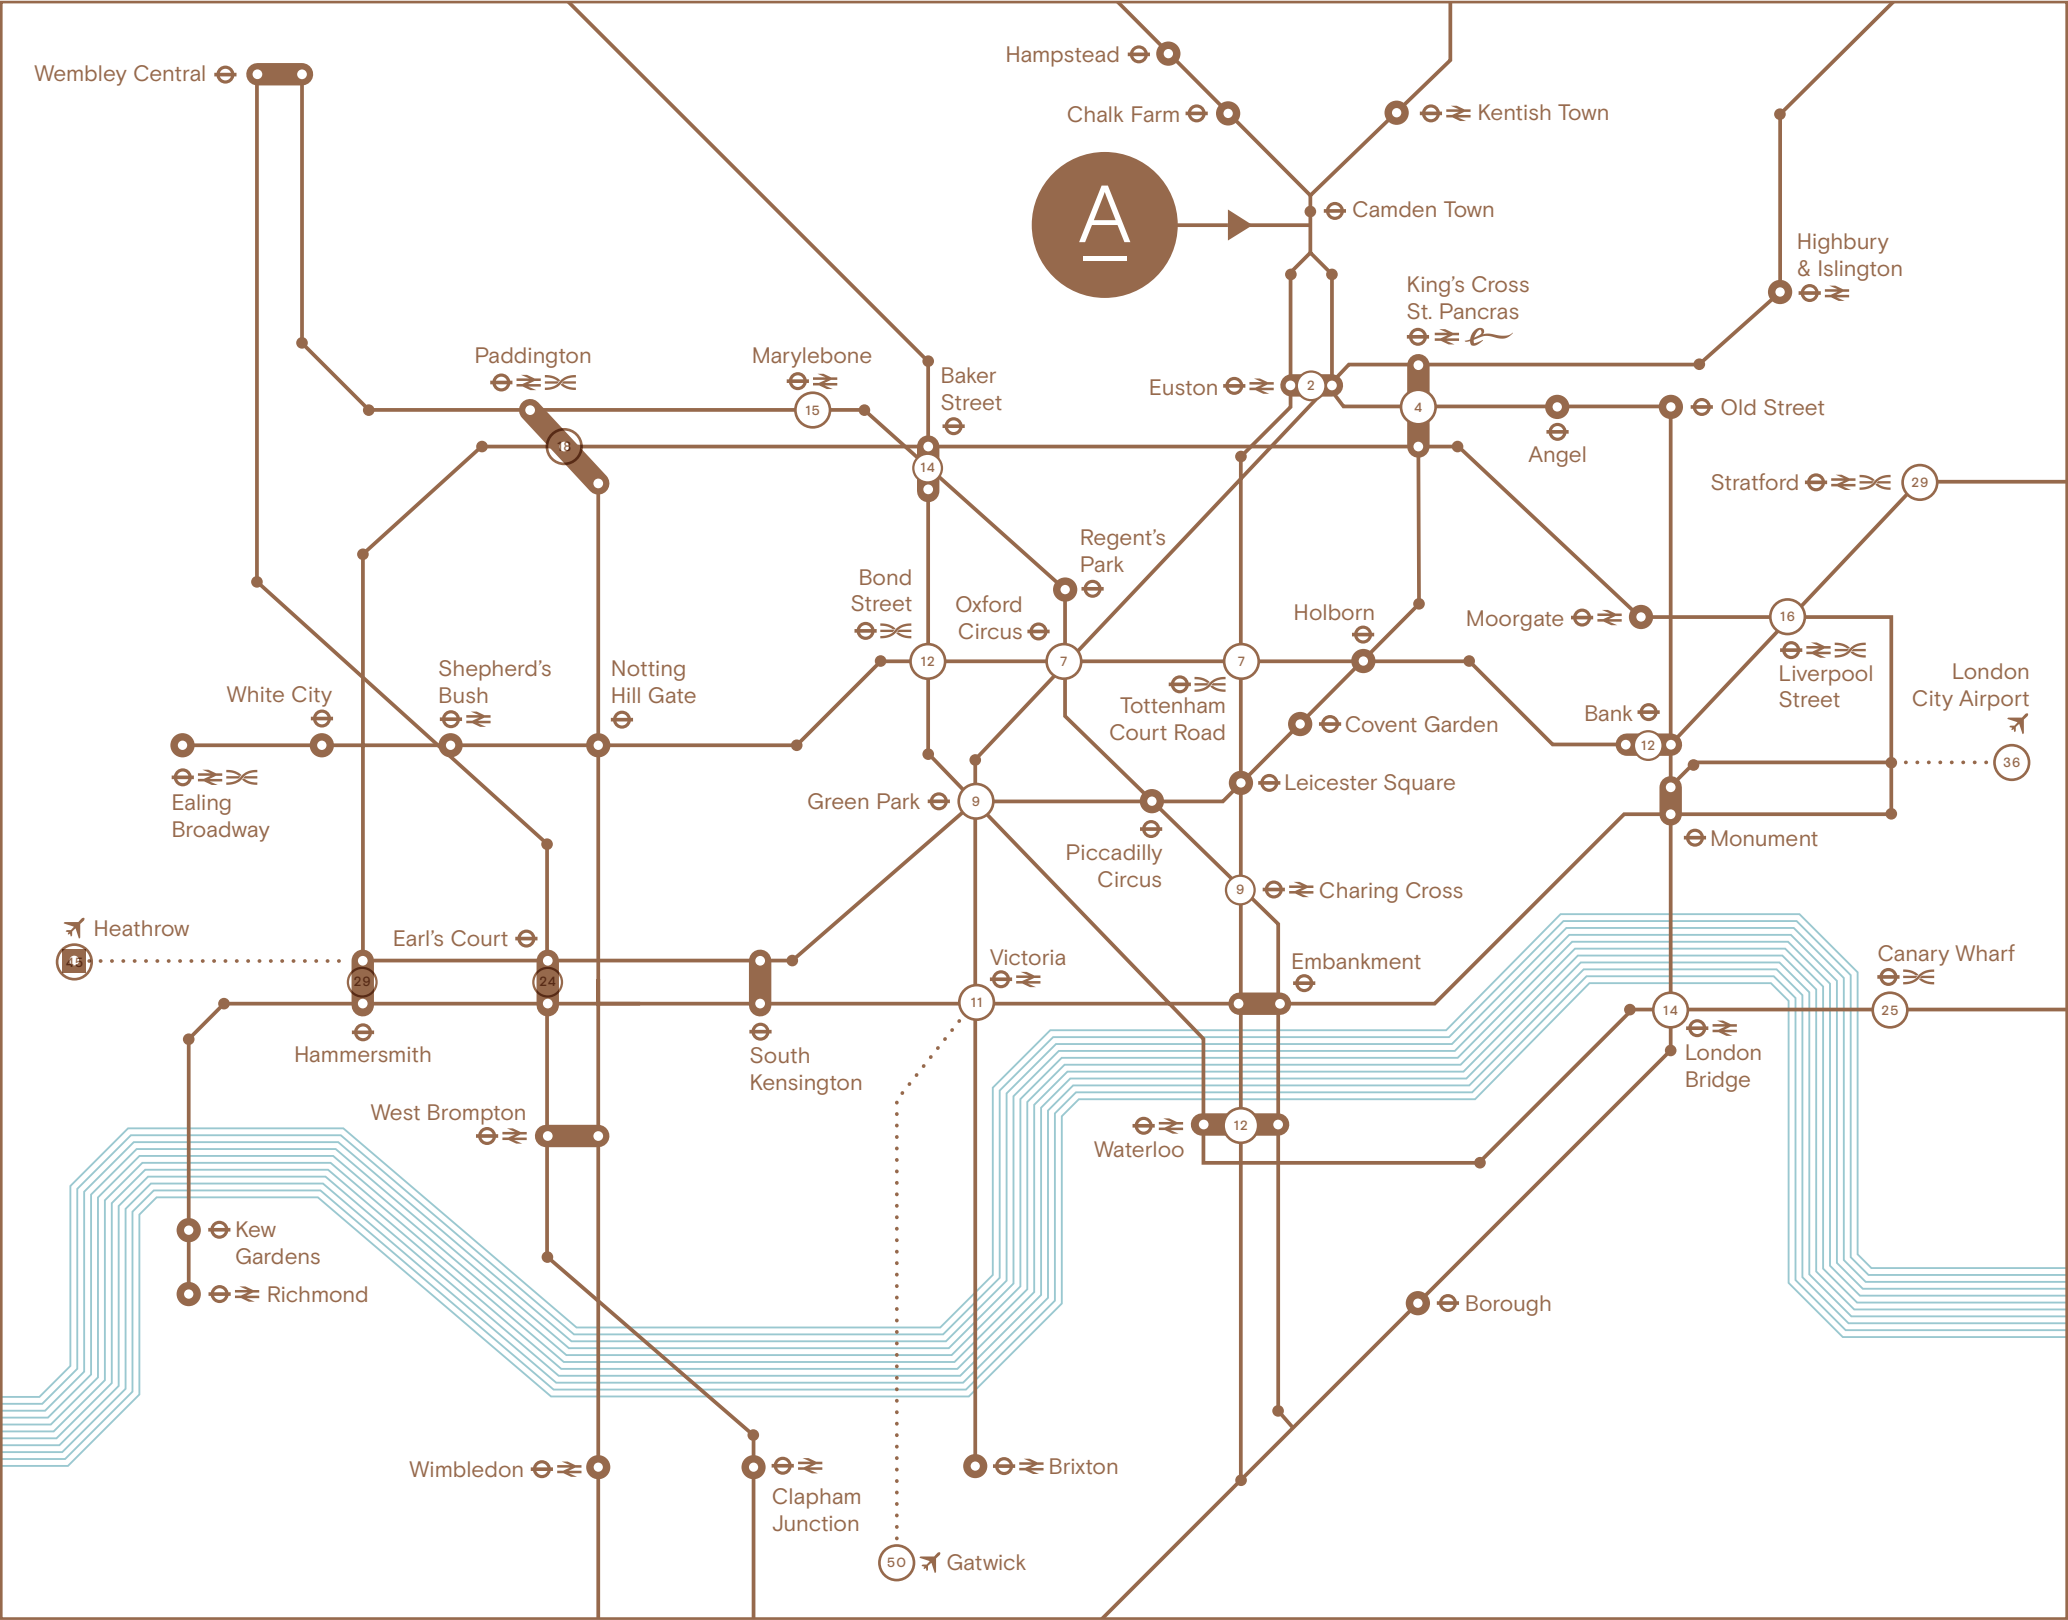 Hampstead
Wembley Central
Chalk Farm
Kentish Town
A
Camden Town
Highbury
& Islington
King's Cross
St. Pancras
Paddington
Marylebone
Baker
Street
Euston
2
15
4
Old Street
18
Angel
14
Stratford
29
Regent's
Park
Bond
Street
Oxford
Circus
Holborn
Moorgate
16
12
7
7
Liverpool
Street
London
City Airport
Shepherd's
Bush
Notting
Hill Gate
White City
Tottenham
Court Road
Covent Garden
Bank
12
36
Ealing
Broadway
Green Park
9
Leicester Square
Monument
Piccadilly
Circus
9
Charing Cross
Heathrow
45
Earl's Court
29
24
Victoria
11
Embankment
Canary Wharf
14
25
Hammersmith
South
Kensington
London
Bridge
West Brompton
12
Waterloo
Kew
Gardens
Richmond
Borough
Wimbledon
Brixton
Clapham
Junction
50
Gatwick